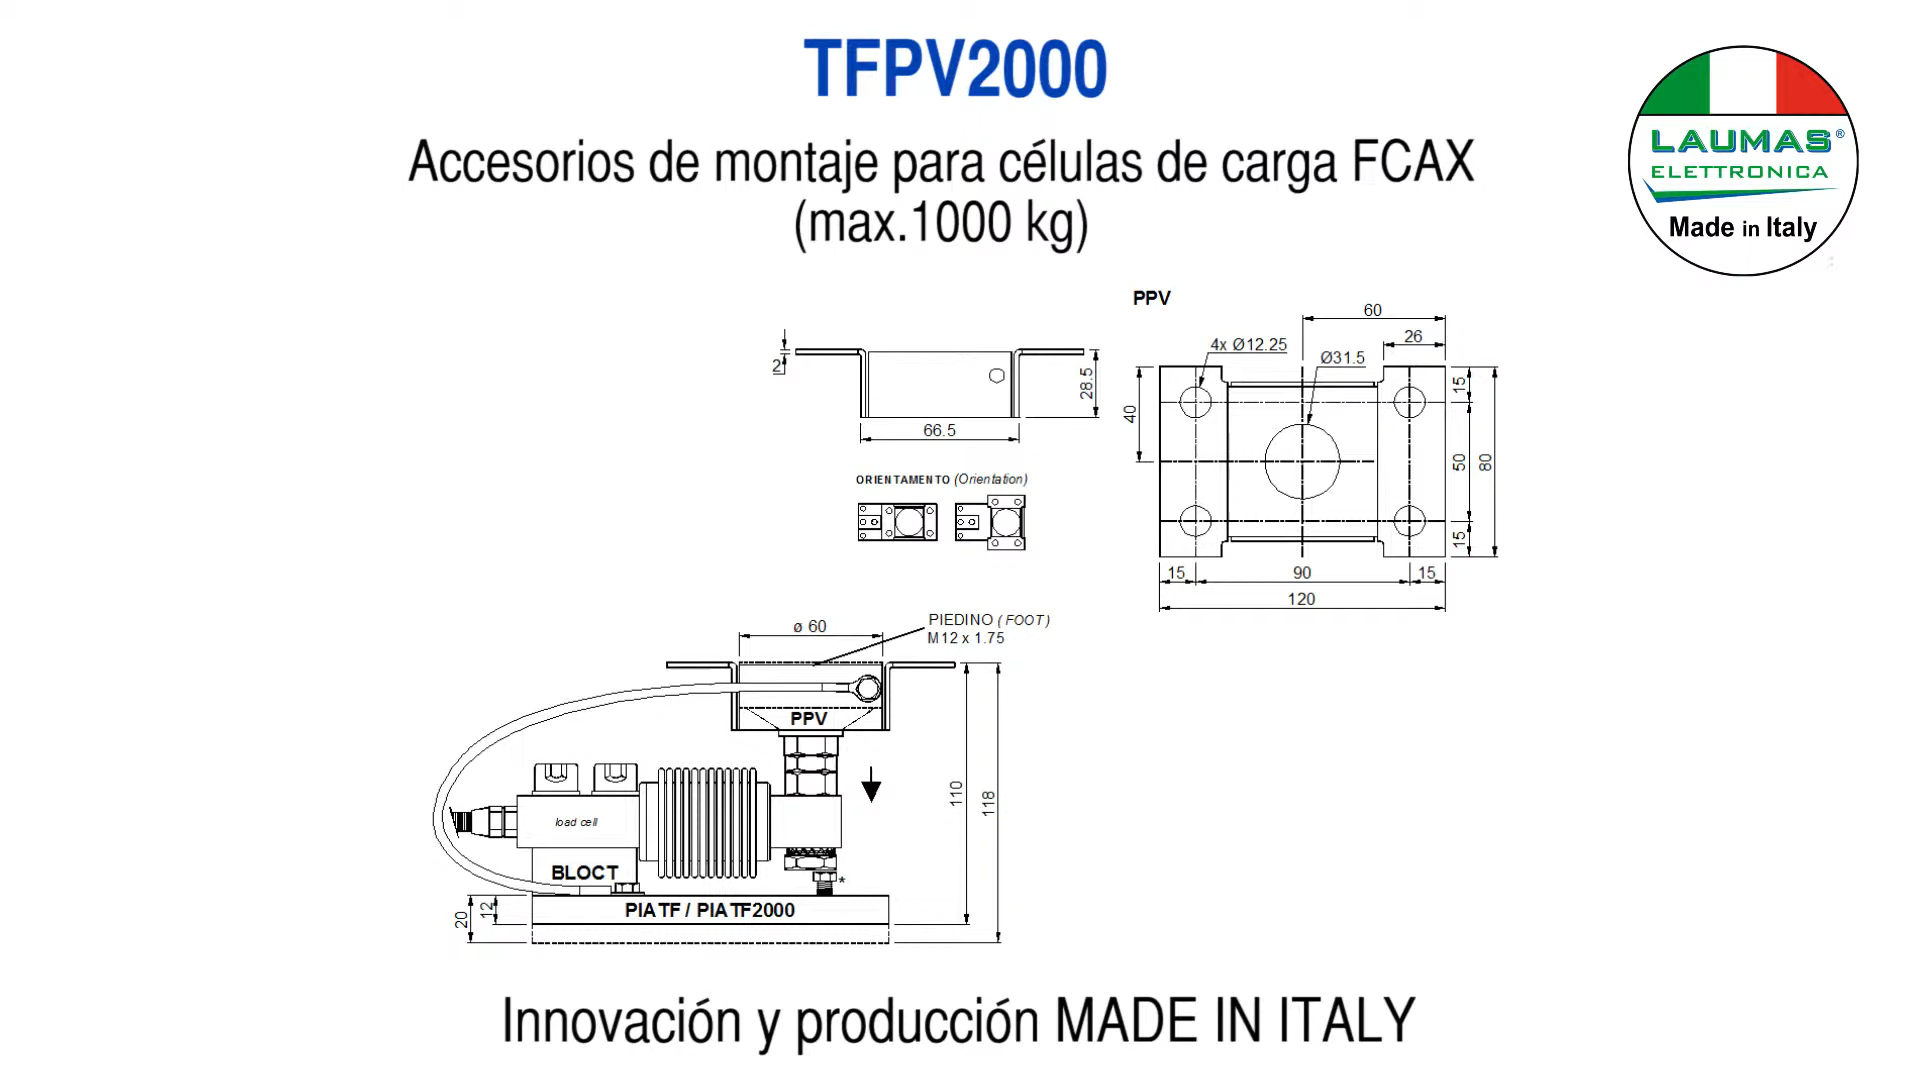 TFPV2000
Accesorios de montaje para células de carga FCAX
(max.1000 kg)
LAUMAS®
ELETTRONICA
Made in Italy
PPV
60
26
4x Ø12.25
Ø31.5
2
28.5
66.5
40
15
50
80
15
15
90
15
120
ORIENTAMENTO (Orientation)
PIEDINO (FOOT)
M12 x 1.75
ø 60
PPV
load cell
BLOCT
*
PIATF / PIATF2000
20
12
110
118
Innovación y producción MADE IN ITALY